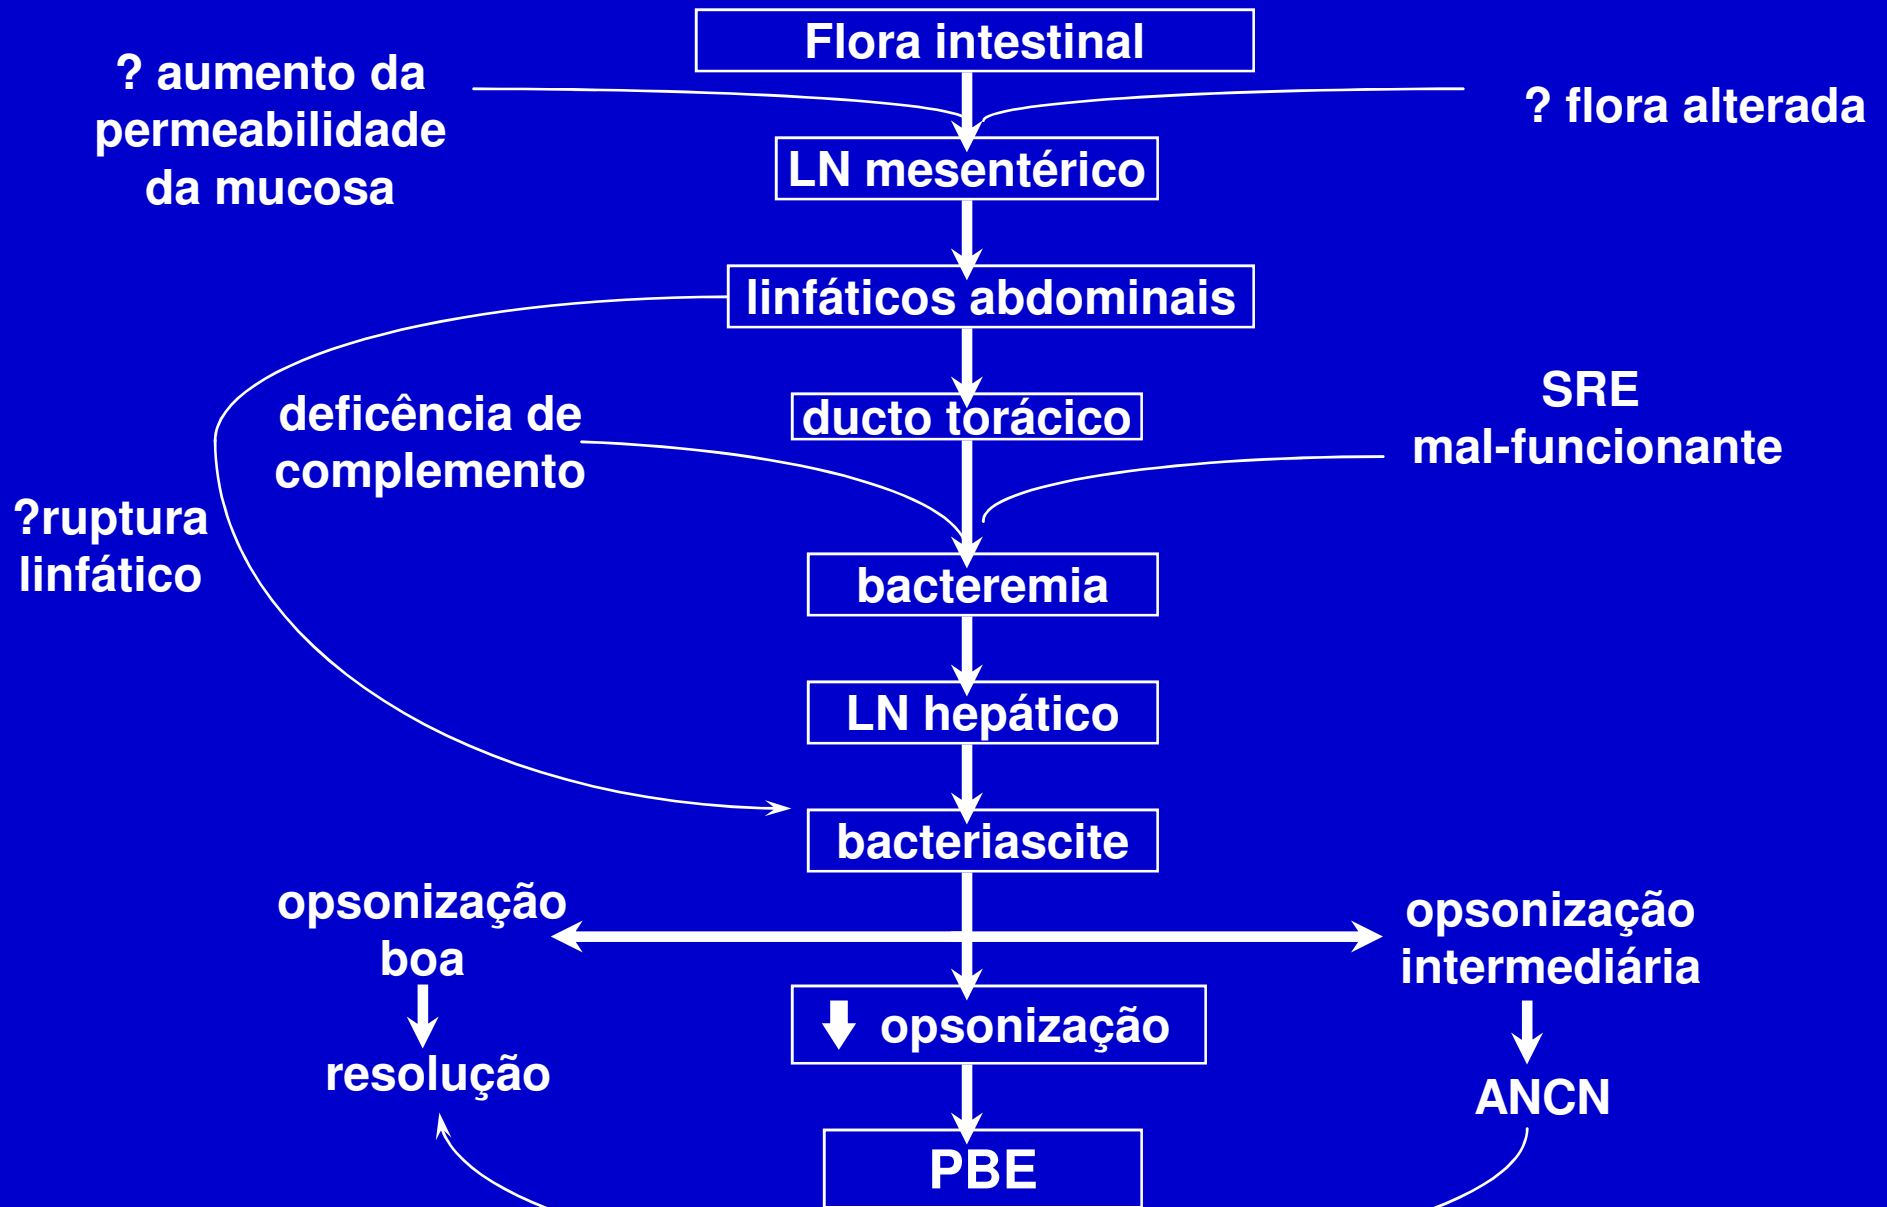 Flora intestinal
? aumento da
permeabilidade
da mucosa
? flora alterada
LN mesentérico
linfáticos abdominais
deficência de
complemento
ducto torácico
SRE
mal-funcionante
?ruptura
linfático
bacteremia
LN hepático
bacteriascite
opsonização
boa
opsonização
intermediária
opsonização
resolução
ANCN
PBE